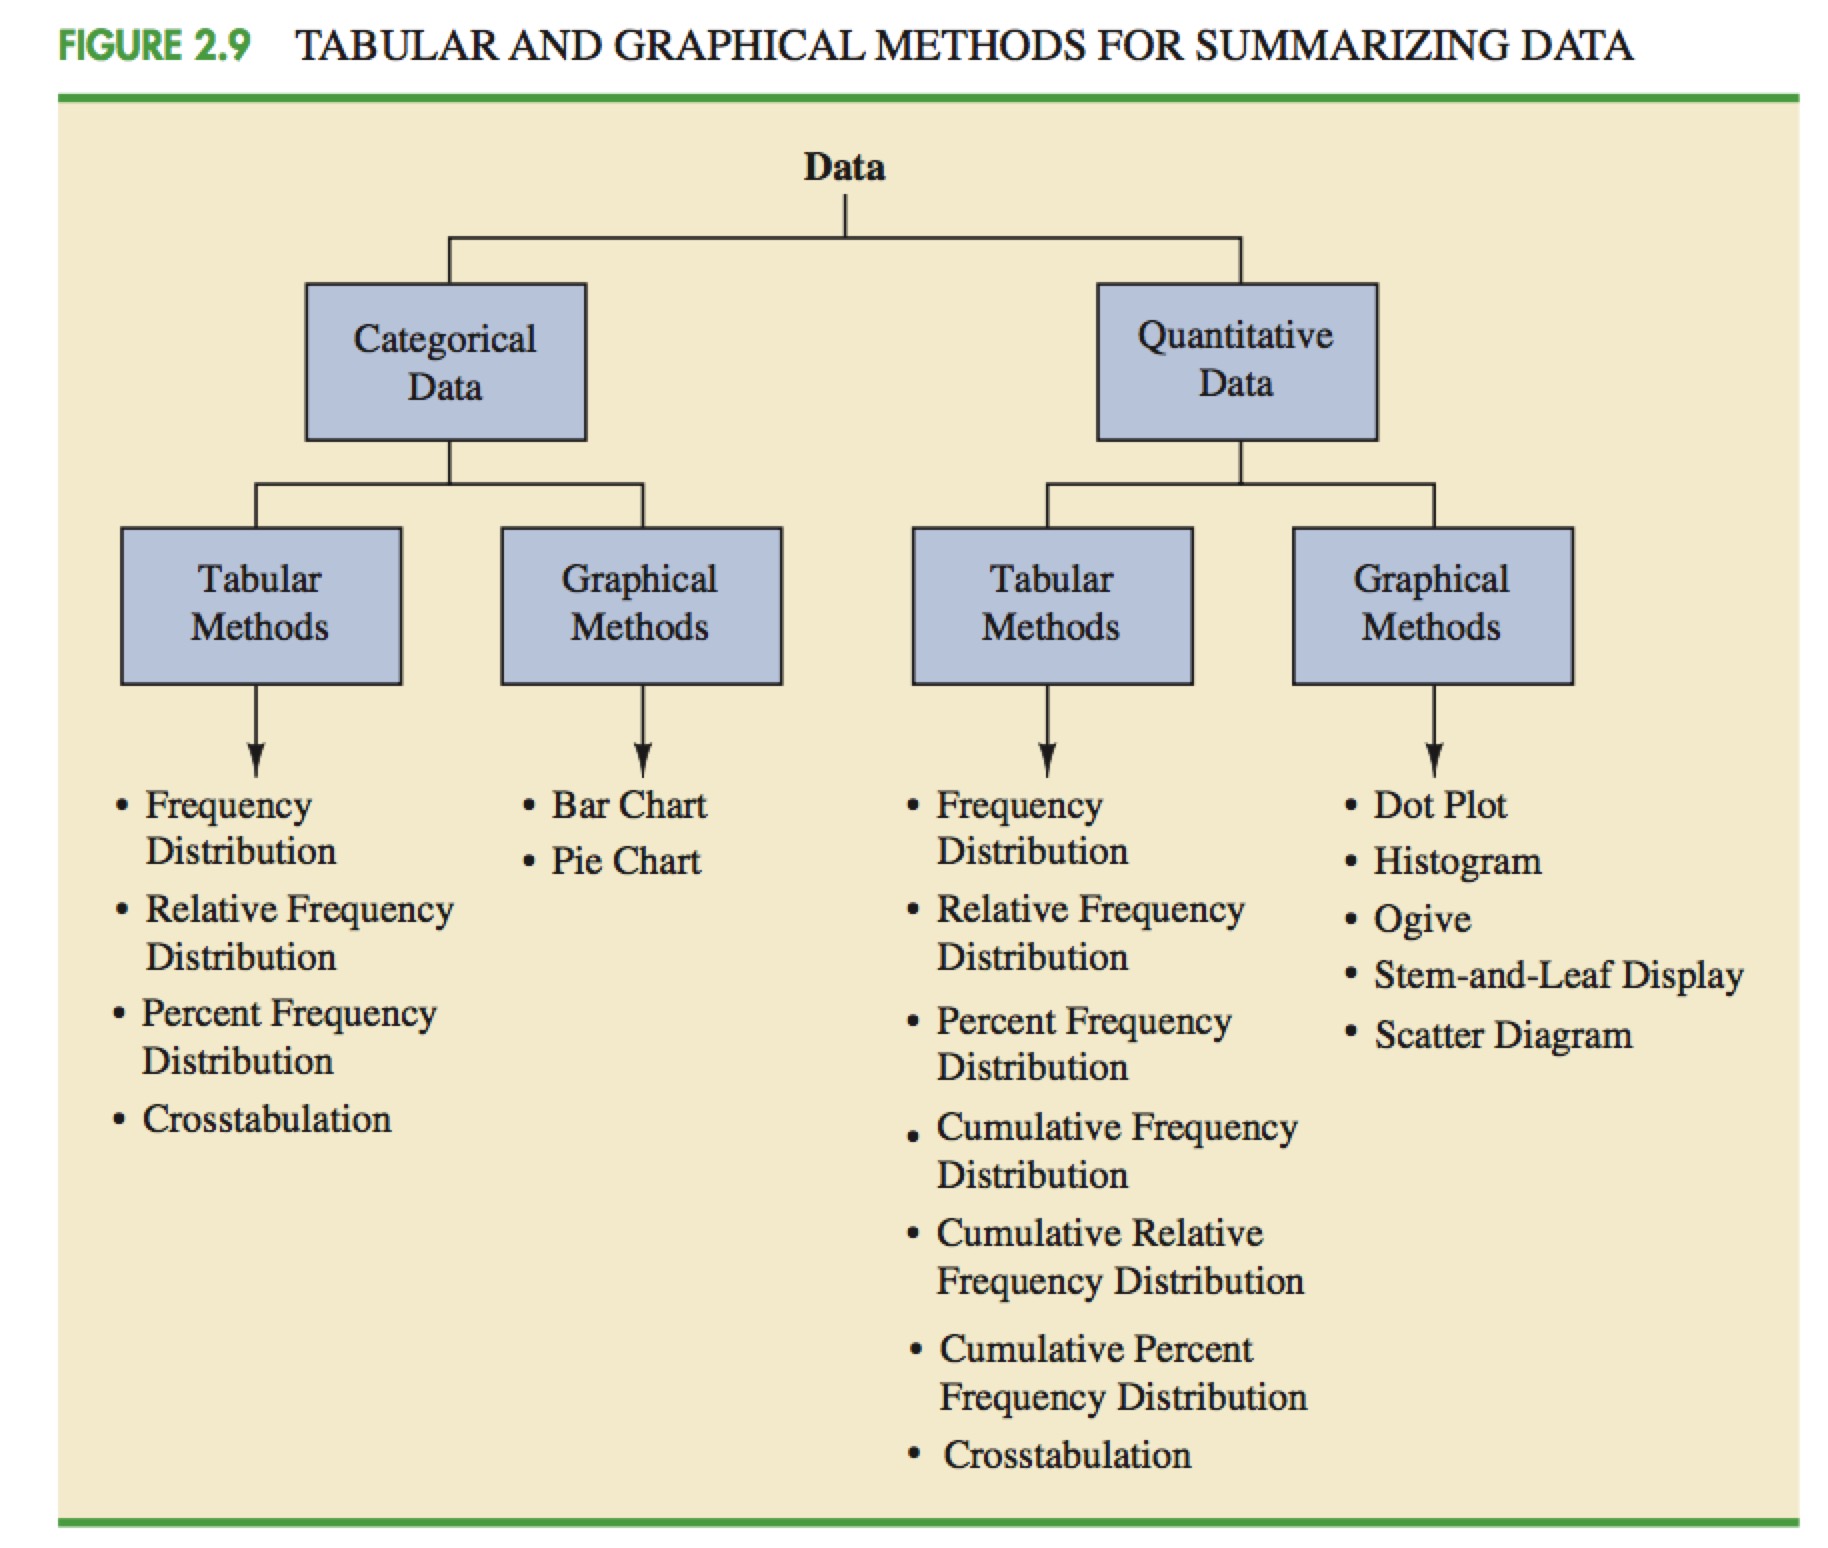 FIGURE 2.9 TABULAR AND GRAPHICAL METHODS FOR SUMMARIZING DATA
Data
Categorical
Data
Quantitative
Data
Tabular
Methods
Graphical
Methods
Tabular
Methods
Graphical
Methods
• Frequency
Distribution
• Relative Frequency
Distribution
• Percent Frequency
Distribution
• Crosstabulation
• Bar Chart
• Pie Chart
• Frequency
Distribution
• Relative Frequency
Distribution
• Percent Frequency
Distribution
• Cumulative Frequency
Distribution
• Cumulative Relative
Frequency Distribution
• Cumulative Percent
Frequency Distribution
• Crosstabulation
• Dot Plot
• Histogram
• Ogive
• Stem-and-Leaf Display
• Scatter Diagram